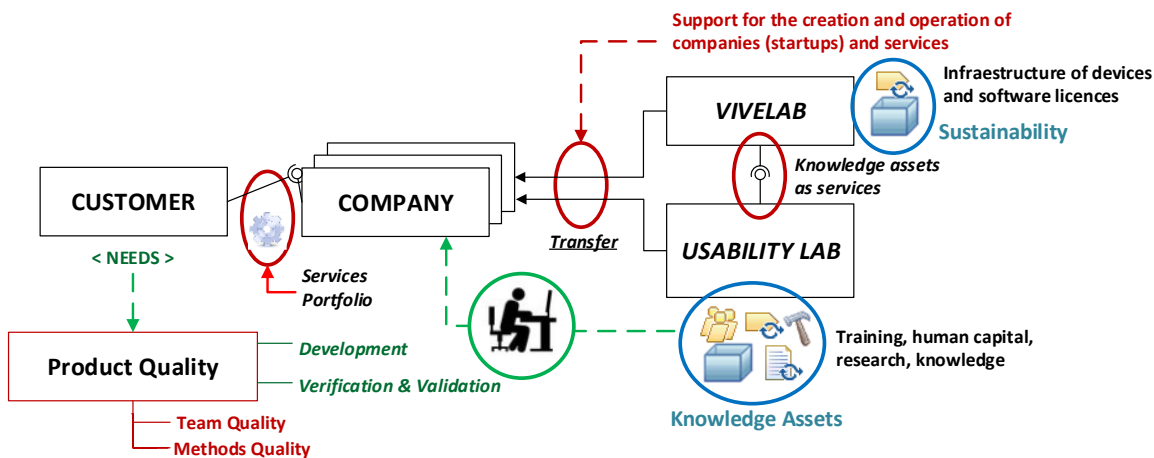 Support for the creation and operation of
companies (startups) and services
VIVELAB
Infraestructure of devices
and software licences
Sustainability
Knowledge assets
as services
CUSTOMER
COMPANY
Transfer
USABILITY LAB
< NEEDS >
Services
Portfolio
Product Quality
Development
Verification & Validation
Team Quality
Methods Quality
Training, human capital,
research, knowledge
Knowledge Assets